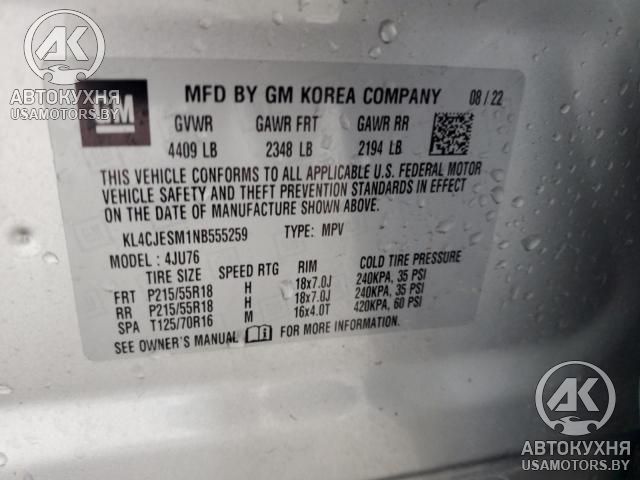 АК
АВТОКУХНЯ
USAMOTORS.BY
GM
MFD BY GM KOREA COMPANY 08 / 22
GVWR GAWR FRT GAWR RR
4409 LB 2348 LB 2194 LB
THIS VEHICLE CONFORMS TO ALL APPLICABLE U.S. FEDERAL MOTOR
VEHICLE SAFETY AND THEFT PREVENTION STANDARDS IN EFFECT
ON THE DATE OF MANUFACTURE SHOWN ABOVE.
KL4CJESM1NB555259 TYPE: MPV
MODEL : 4JU76
TIRE SIZE SPEED RTG RIM COLD TIRE PRESSURE
FRT P215/55R18 H 18x7.0J 240KPA, 35 PSI
RR P215/55R18 H 18x7.0J 240KPA, 35 PSI
SPA T125/70R16 M 16x4.0T 420KPA, 60 PSI
SEE OWNER'S MANUAL FOR MORE INFORMATION.
АК
АВТОКУХНЯ
USAMOTORS.BY